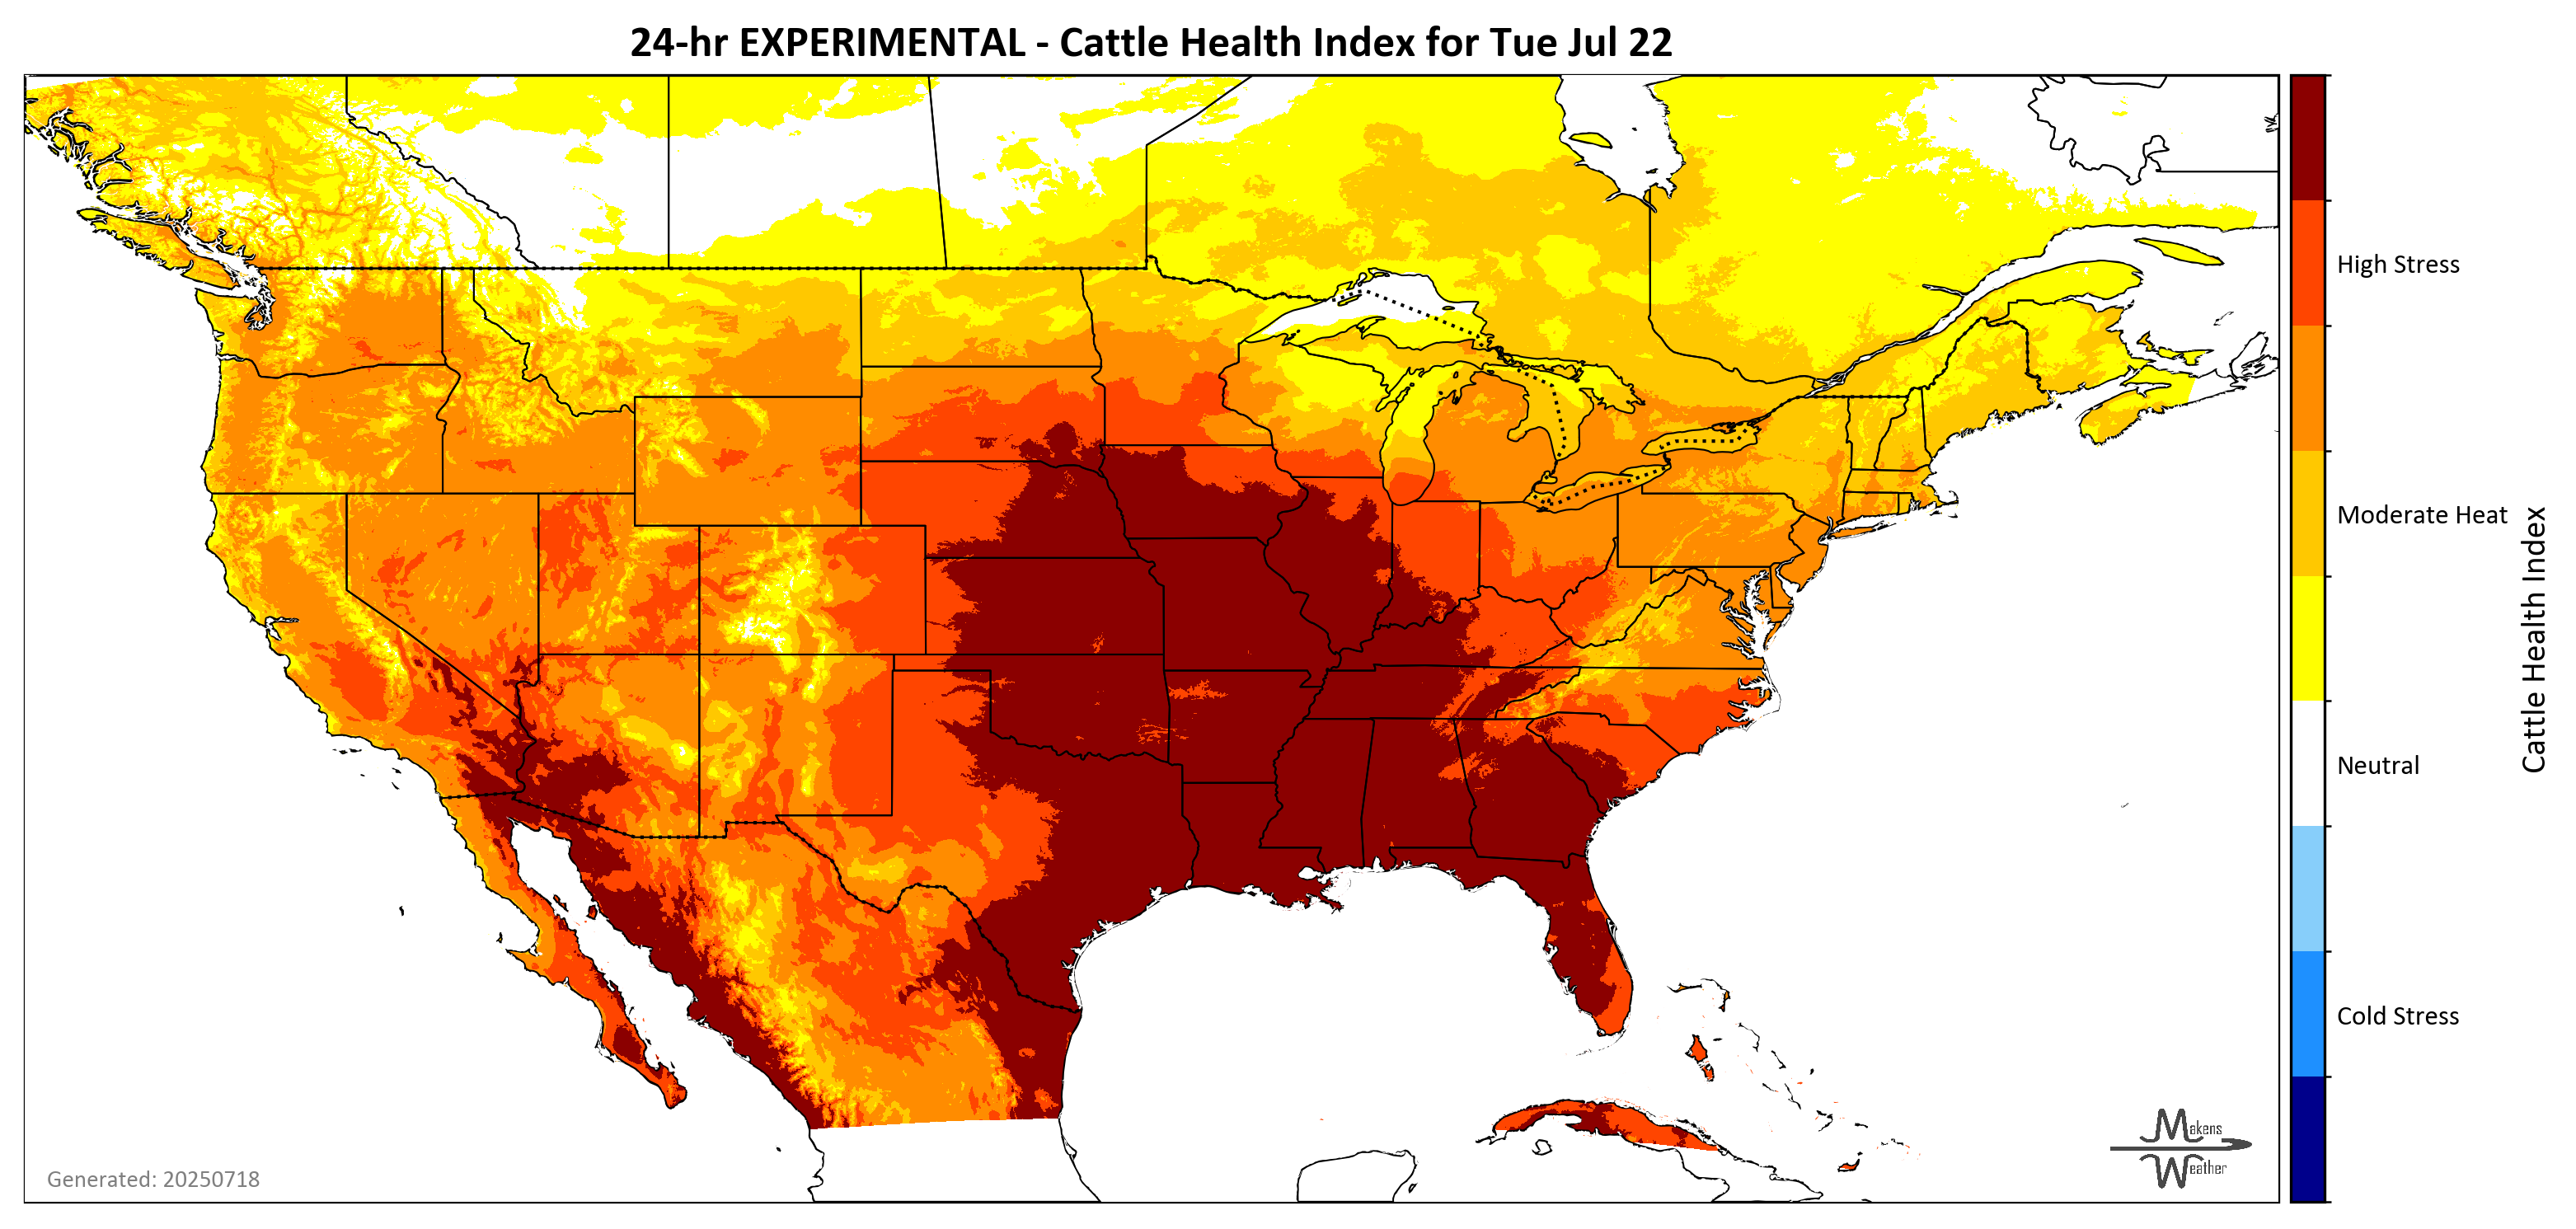 24-hr EXPERIMENTAL - Cattle Health Index for Tue Jul 22
High Stress
Moderate Heat
Neutral
Cold Stress
Cattle Health Index
Generated: 20250718
Makens
Weather